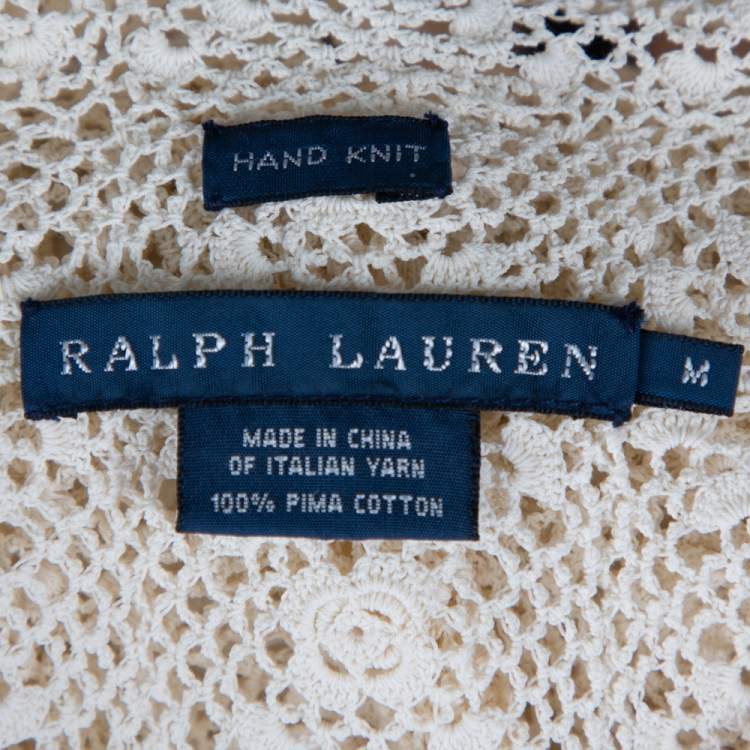 HAND KNIT
RALPH LAUREN
M
MADE IN CHINA
OF ITALIAN YARN
100% PIMA COTTON